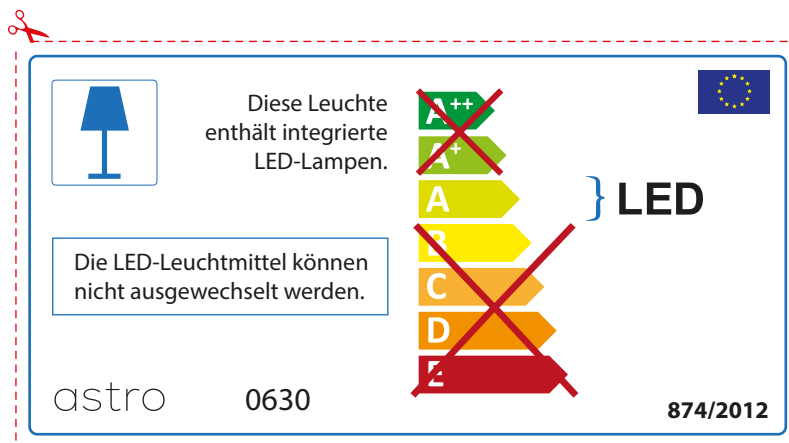 Diese Leuchte
enthält integrierte
LED-Lampen.
Die LED-Leuchtmittel können
nicht ausgewechselt werden.
A++
A+
A
B
C
D
E
LED
astro
0630
874/2012